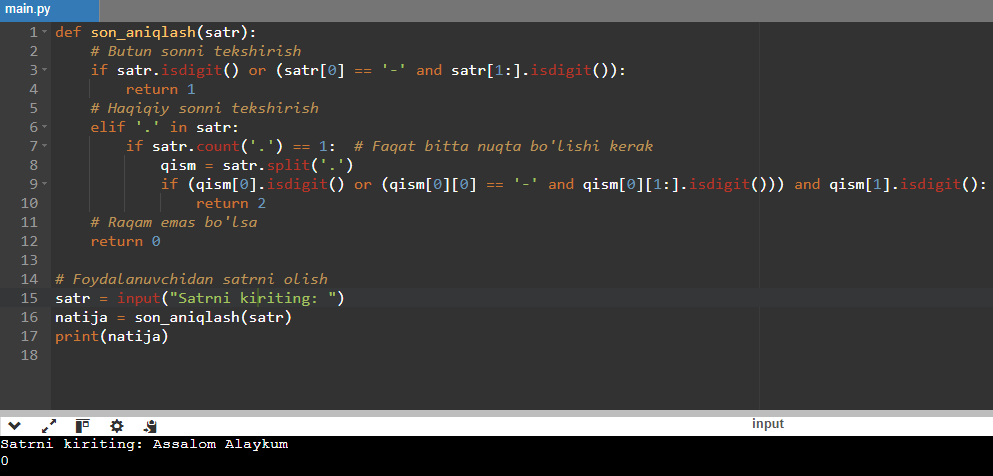 main.py
1 def son_aniqlash(satr):
2     # Butun sonni tekshirish
3     if satr.isdigit() or (satr[0] == '-' and satr[1:].isdigit()):
4         return 1
5     # Haqiqiy sonni tekshirish
6     elif '.' in satr:
7         if satr.count('.') == 1:  # Faqat bitta nuqta bo'lishi kerak
8             qism = satr.split('.')
9             if (qism[0].isdigit() or (qism[0][0] == '-' and qism[0][1:].isdigit())) and qism[1].isdigit():
10                 return 2
11     # Raqam emas bo'lsa
12     return 0
13
14 # Foydalanuvchidan satrni olish
15 satr = input("Satrni kiriting: ")
16 natija = son_aniqlash(satr)
17 print(natija)
18
input
Satrni kiriting: Assalom Alaykum
0